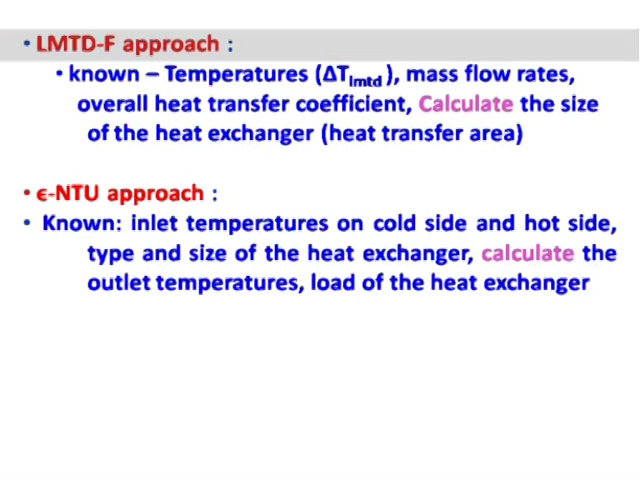 • LMTD-F approach :
• known – Temperatures (ΔTlmtd ), mass flow rates,
overall heat transfer coefficient, Calculate the size
of the heat exchanger (heat transfer area)
• ϵ-NTU approach :
• Known: inlet temperatures on cold side and hot side,
type and size of the heat exchanger, calculate the
outlet temperatures, load of the heat exchanger